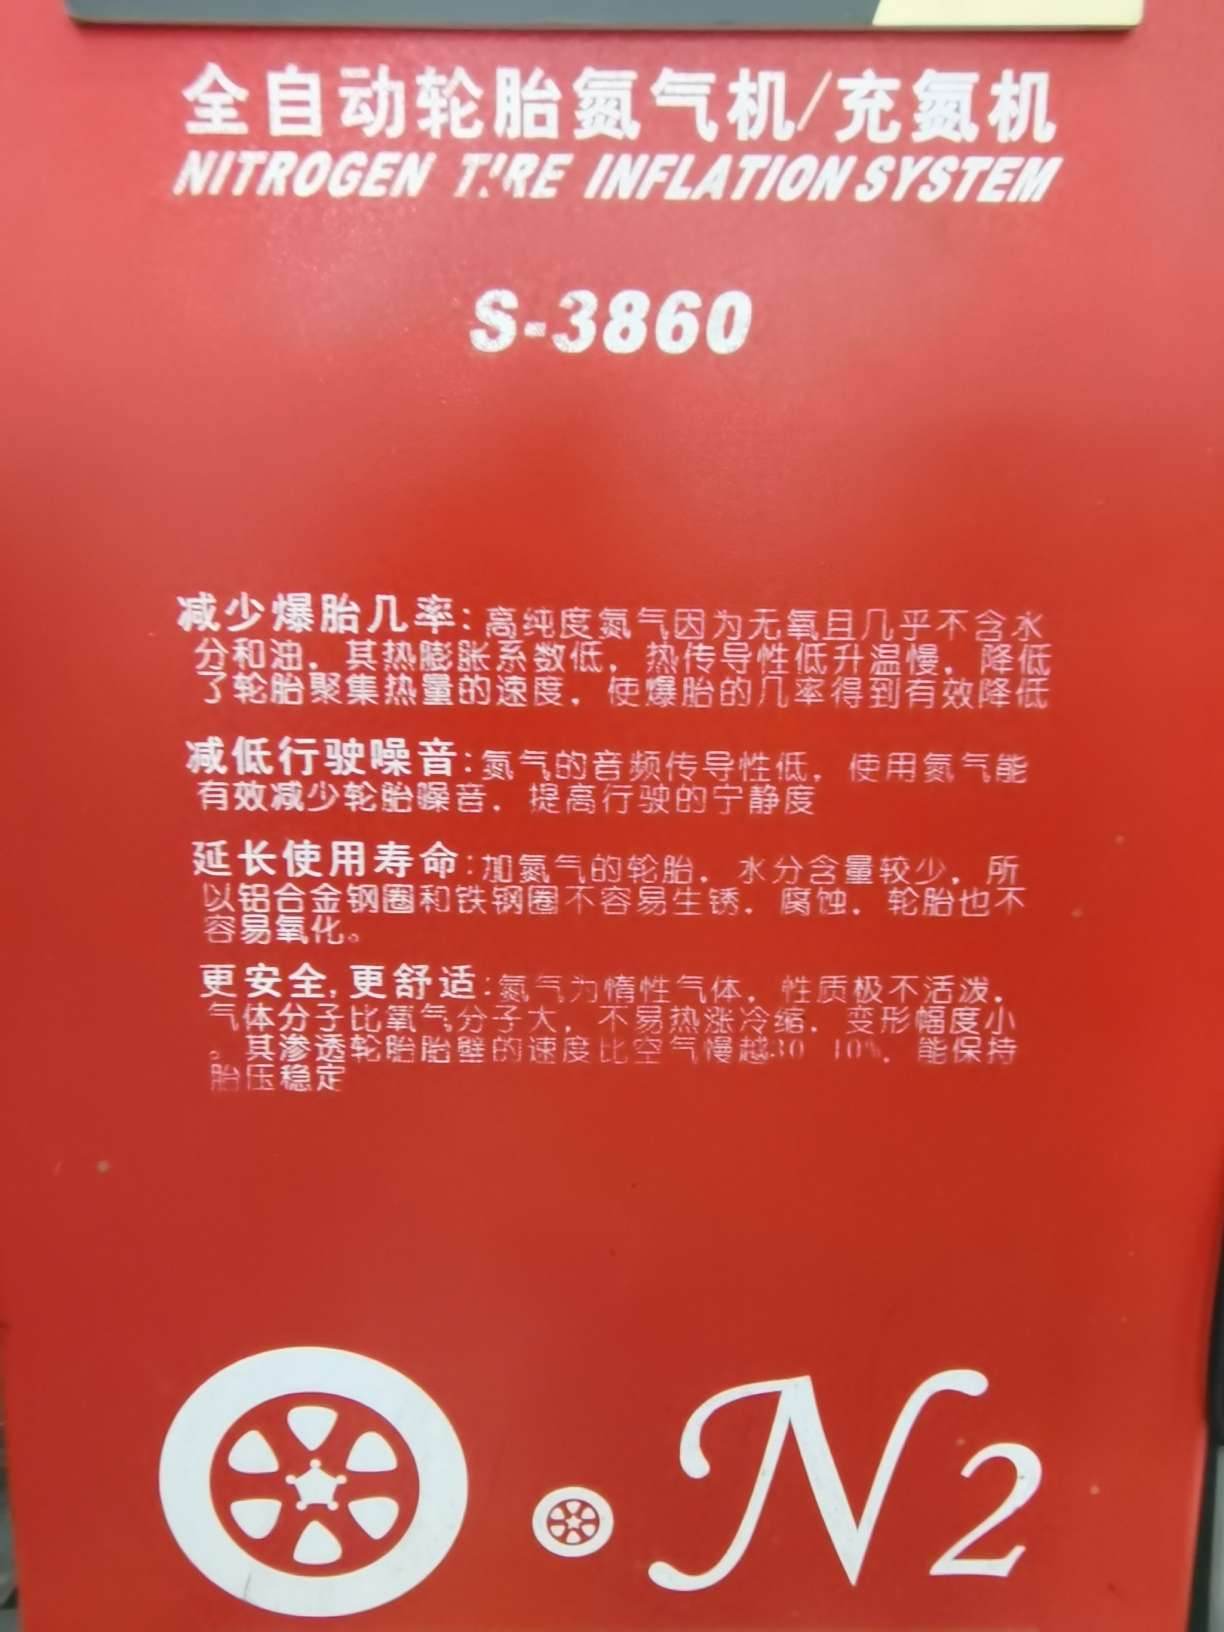 全自动轮胎氮气机/充氮机
NITROGEN TIRE INFLATION SYSTEM
S-3860
减少爆胎几率:高纯度氮气因为无氧且几乎不含水
分和油，其热膨胀系数低，热传导性低升温慢，降低
了轮胎聚集热量的速度，使爆胎的几率得到有效降低
减低行驶噪音:氮气的音频传导性低，使用氮气能
有效减少轮胎噪音，提高行驶的宁静度
延长使用寿命:加氮气的轮胎，水分含量较少，所
以铝合金钢圈和铁钢圈不容易生锈，腐蚀，轮胎也不
容易氧化。
更安全,更舒适:氮气为惰性气体，性质极不活泼，
气体分子比氧气分子大，不易热涨冷缩，变形幅度小
。其渗透轮胎胎壁的速度比空气慢越30 40%，能保持
胎压稳定
N2